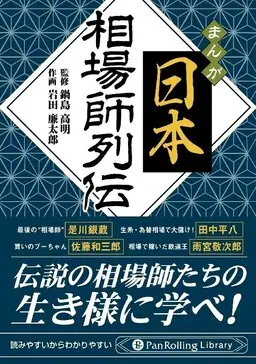 まんが
日本
相場師列伝
監修 鍋島 高明
作画 岩田 廉太郎
最後の“相場師” 是川銀蔵
生糸・為替相場で大儲け! 田中平八
買いのブーちゃん 佐藤和三郎
相場で稼いだ鉄道王 雨宮敬次郎
伝説の相場師たちの
生き様に学べ!
読みやすいからわかりやすい
PanRolling Library